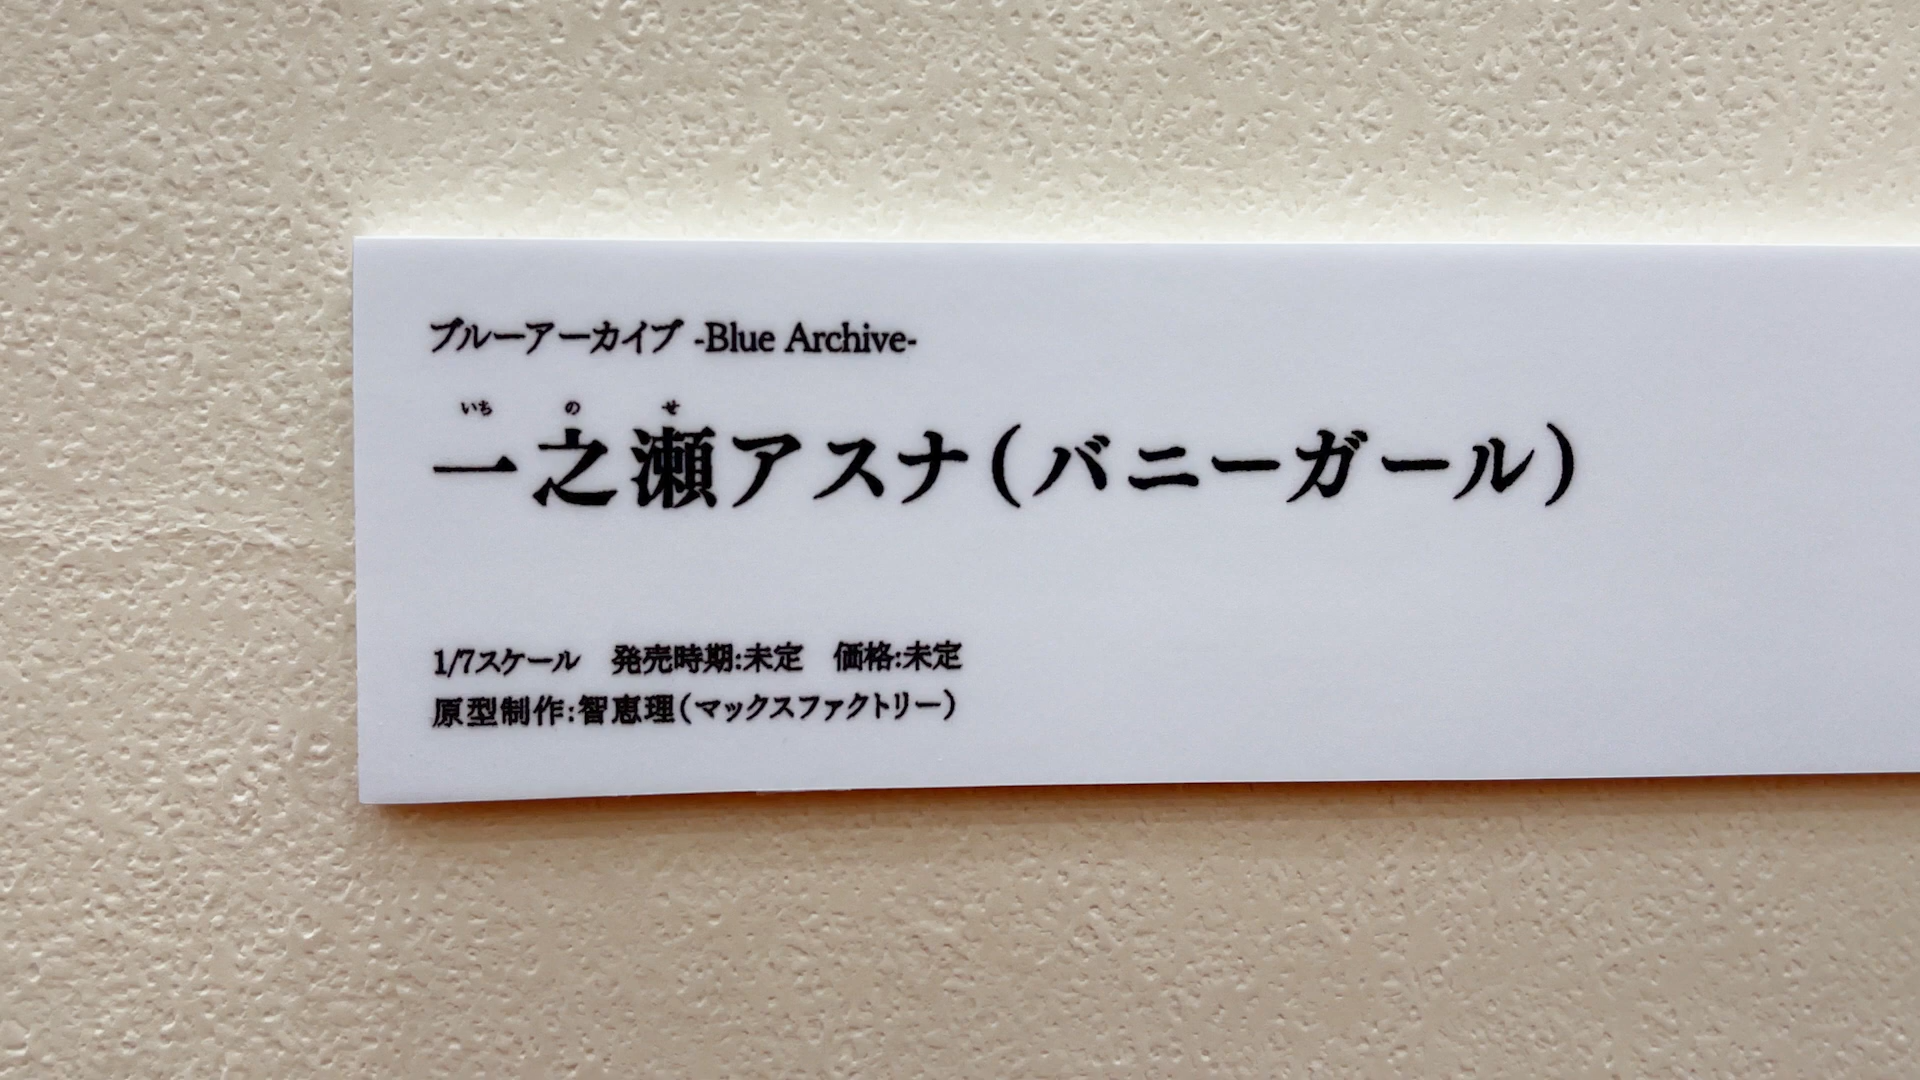 ブルーアーカイブ -Blue Archive-
いち の せ
一之瀬アスナ(バニーガール)
1/7スケール 発売時期:未定 価格:未定
原型制作:智恵理(マックスファクトリー)